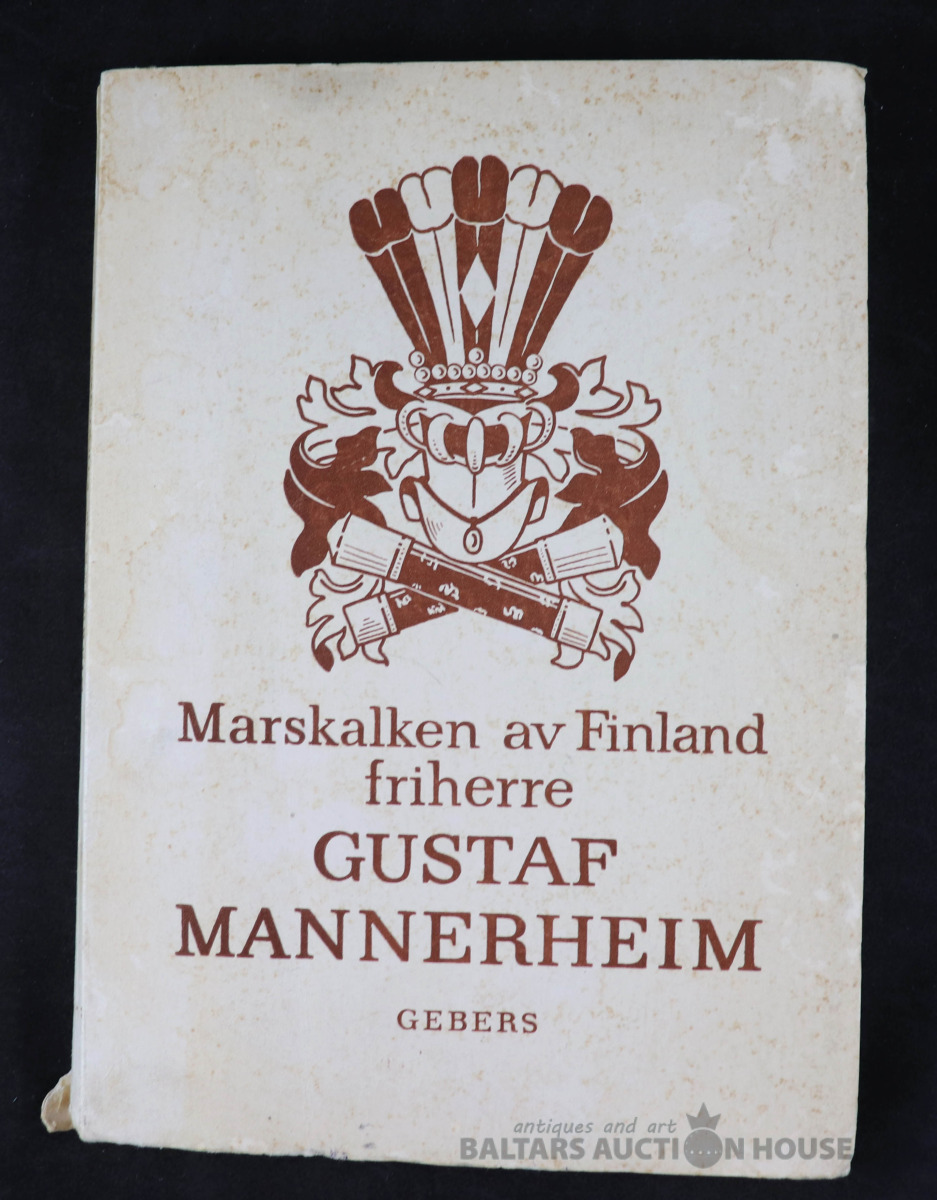 Marskalken av Finland
friherre
GUSTAF
MANNERHEIM
GEBERS
antiques and art
BALTARS AUCTION HOUSE